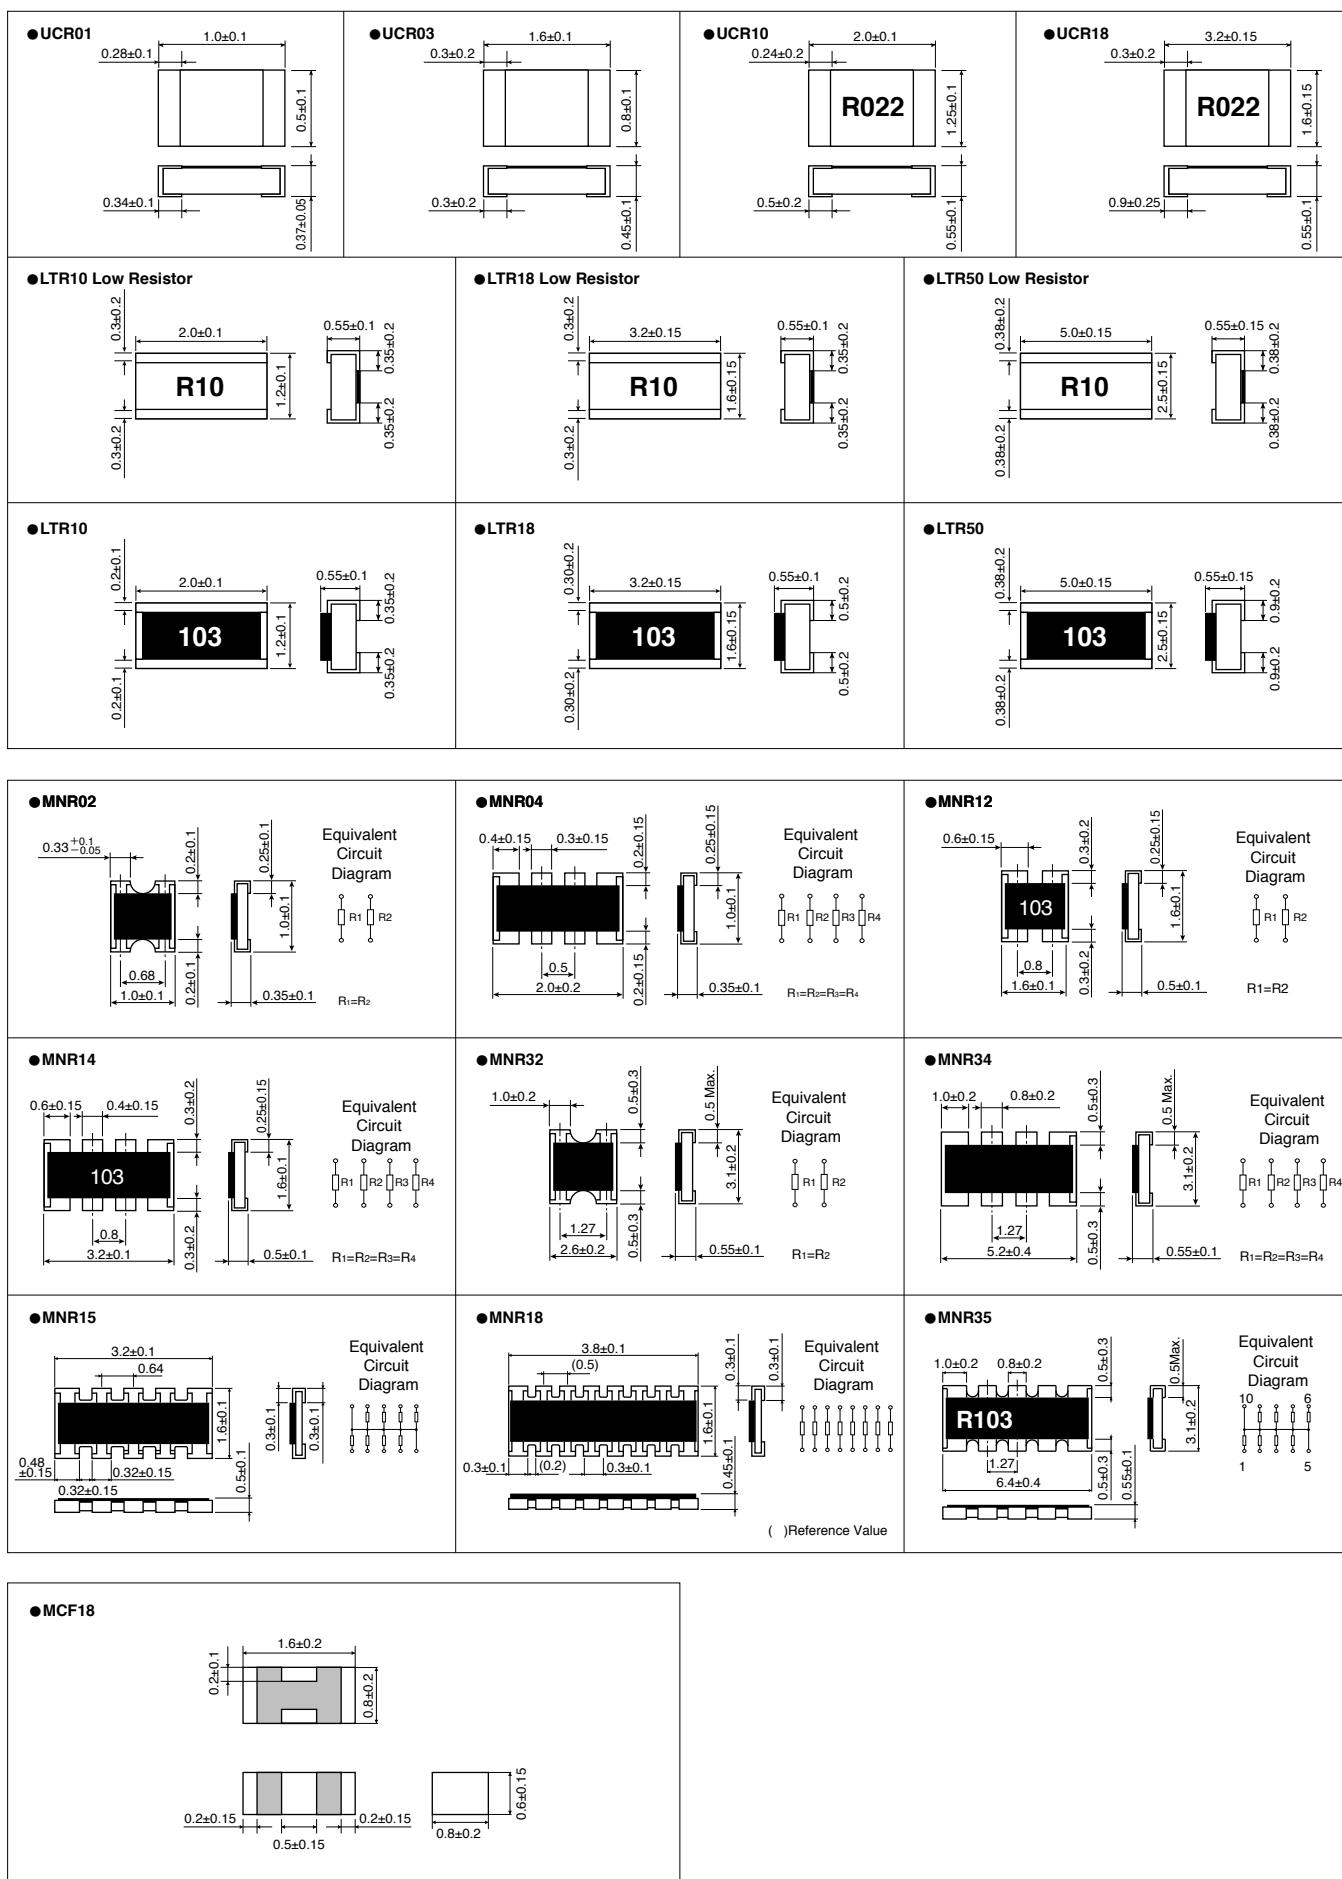 ●UCR01
1.0±0.1
0.28±0.1
0.5±0.1
0.34±0.1
0.37±0.05
●UCR03
1.6±0.1
0.3±0.2
0.8±0.1
0.3±0.2
0.45±0.1
●UCR10
2.0±0.1
0.24±0.2
R022
1.25±0.1
0.5±0.2
0.55±0.1
●UCR18
3.2±0.15
0.3±0.2
R022
1.6±0.15
0.9±0.25
0.55±0.1
●LTR10 Low Resistor
0.3±0.2
2.0±0.1
R10
1.2±0.1
0.3±0.2
0.55±0.1
0.35±0.2
0.35±0.2
●LTR18 Low Resistor
0.3±0.2
3.2±0.15
R10
1.6±0.15
0.3±0.2
0.55±0.1
0.35±0.2
0.35±0.2
●LTR50 Low Resistor
0.38±0.2
5.0±0.15
R10
2.5±0.15
0.38±0.2
0.55±0.15
0.38±0.2
0.38±0.2
●LTR10
0.2±0.1
2.0±0.1
103
1.2±0.1
0.2±0.1
0.55±0.1
0.35±0.2
0.35±0.2
●LTR18
0.30±0.2
3.2±0.15
103
1.6±0.15
0.30±0.2
0.55±0.1
0.5±0.2
0.5±0.2
●LTR50
0.38±0.2
5.0±0.15
103
2.5±0.15
0.38±0.2
0.55±0.15
0.9±0.2
0.9±0.2
●MNR02
0.33 +0.1 −0.05
0.2±0.1
0.25±0.1
1.0±0.1
0.68
1.0±0.1
0.2±0.1
0.35±0.1
Equivalent
Circuit
Diagram
R1 R2
R1=R2
●MNR04
0.4±0.15
0.3±0.15
0.2±0.15
0.25±0.15
1.0±0.1
0.5
2.0±0.2
0.2±0.15
0.35±0.1
Equivalent
Circuit
Diagram
R1 R2 R3 R4
R1=R2=R3=R4
●MNR12
0.6±0.15
0.3±0.2
0.25±0.15
103
1.6±0.1
0.8
1.6±0.1
0.3±0.2
0.5±0.1
Equivalent
Circuit
Diagram
R1 R2
R1=R2
●MNR14
0.6±0.15
0.4±0.15
0.3±0.2
0.25±0.15
103
1.6±0.1
0.8
3.2±0.1
0.3±0.2
0.5±0.1
Equivalent
Circuit
Diagram
R1 R2 R3 R4
R1=R2=R3=R4
●MNR32
1.0±0.2
0.5±0.3
0.5 Max.
3.1±0.2
1.27
2.6±0.2
0.5±0.3
0.55±0.1
Equivalent
Circuit
Diagram
R1 R2
R1=R2
●MNR34
1.0±0.2
0.8±0.2
0.5±0.3
0.5 Max.
3.1±0.2
1.27
5.2±0.4
0.5±0.3
0.55±0.1
Equivalent
Circuit
Diagram
R1 R2 R3 R4
R1=R2=R3=R4
●MNR15
3.2±0.1
0.64
1.6±0.1
0.3±0.1
0.3±0.1
0.48
±0.15
0.32±0.15
0.32±0.15
0.5±0.1
Equivalent
Circuit
Diagram
●MNR18
3.8±0.1
(0.5)
0.3±0.1
0.3±0.1
1.6±0.1
0.3±0.1
(0.2)
0.3±0.1
0.45±0.1
Equivalent
Circuit
Diagram
( )Reference Value
●MNR35
1.0±0.2
0.8±0.2
0.5±0.3
0.5Max.
R103
3.1±0.2
1.27
6.4±0.4
0.5±0.3
0.55±0.1
Equivalent
Circuit
Diagram
10 6
1 5
●MCF18
1.6±0.2
0.2±0.1
0.8±0.2
0.2±0.15
0.5±0.15
0.2±0.15
0.8±0.2
0.6±0.15